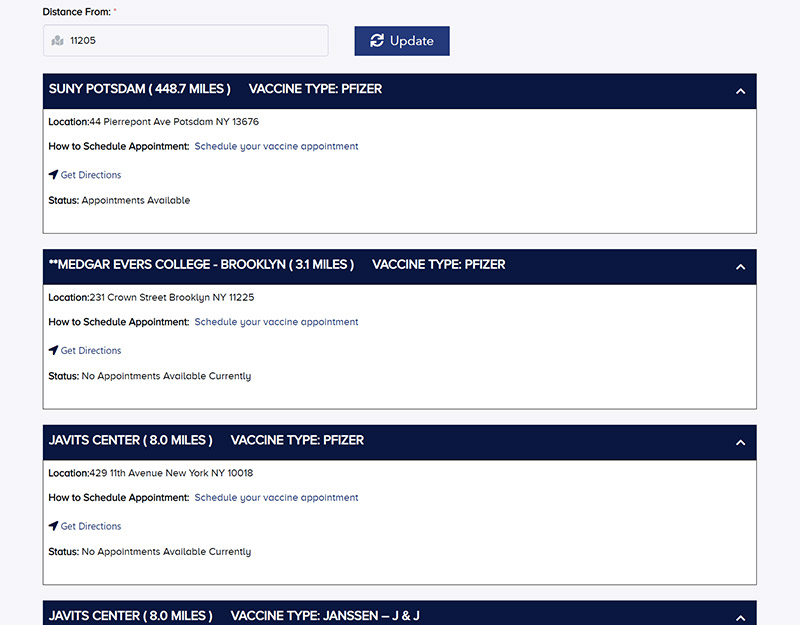 Distance From: *
11205
Update
SUNY POTSDAM ( 448.7 MILES ) VACCINE TYPE: PFIZER
Location:44 Pierrepont Ave Potsdam NY 13676
How to Schedule Appointment: Schedule your vaccine appointment
Get Directions
Status: Appointments Available
**MEDGAR EVERS COLLEGE - BROOKLYN ( 3.1 MILES ) VACCINE TYPE: PFIZER
Location:231 Crown Street Brooklyn NY 11225
How to Schedule Appointment: Schedule your vaccine appointment
Get Directions
Status: No Appointments Available Currently
JAVITS CENTER ( 8.0 MILES ) VACCINE TYPE: PFIZER
Location:429 11th Avenue New York NY 10018
How to Schedule Appointment: Schedule your vaccine appointment
Get Directions
Status: No Appointments Available Currently
JAVITS CENTER ( 8.0 MILES ) VACCINE TYPE: JANSSEN – J & J